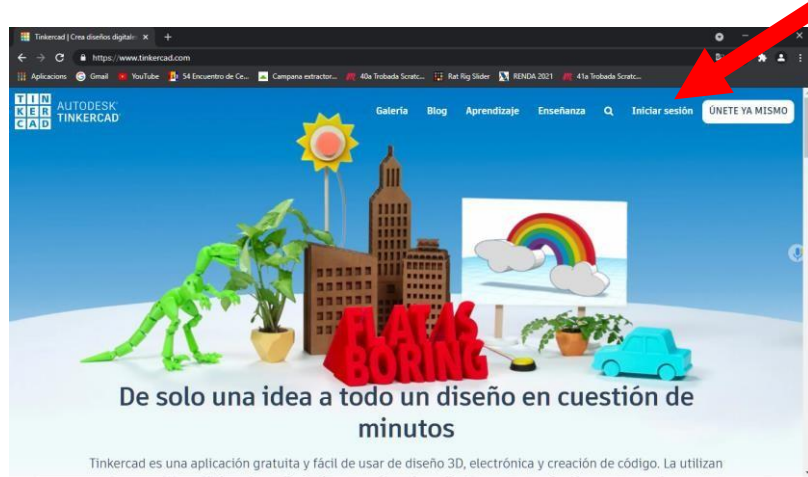 Tinkercad | Crea diseños digitale
https://www.tinkercad.com
Aplicacions Gmail YouTube 54 Encuentro de Ce... Campana extractor... 40a Trobada Scratc... Rat Rig Slider RENDA 2021 41a Trobada Scratc...
TIN KER CAD AUTODESK TINKERCAD Galería Blog Aprendizaje Enseñanza Iniciar sesión ÚNETE YA MISMO
FLAT IS
BORING
De solo una idea a todo un diseño en cuestión de
minutos
Tinkercad es una aplicación gratuita y fácil de usar de diseño 3D, electrónica y creación de código. La utilizan